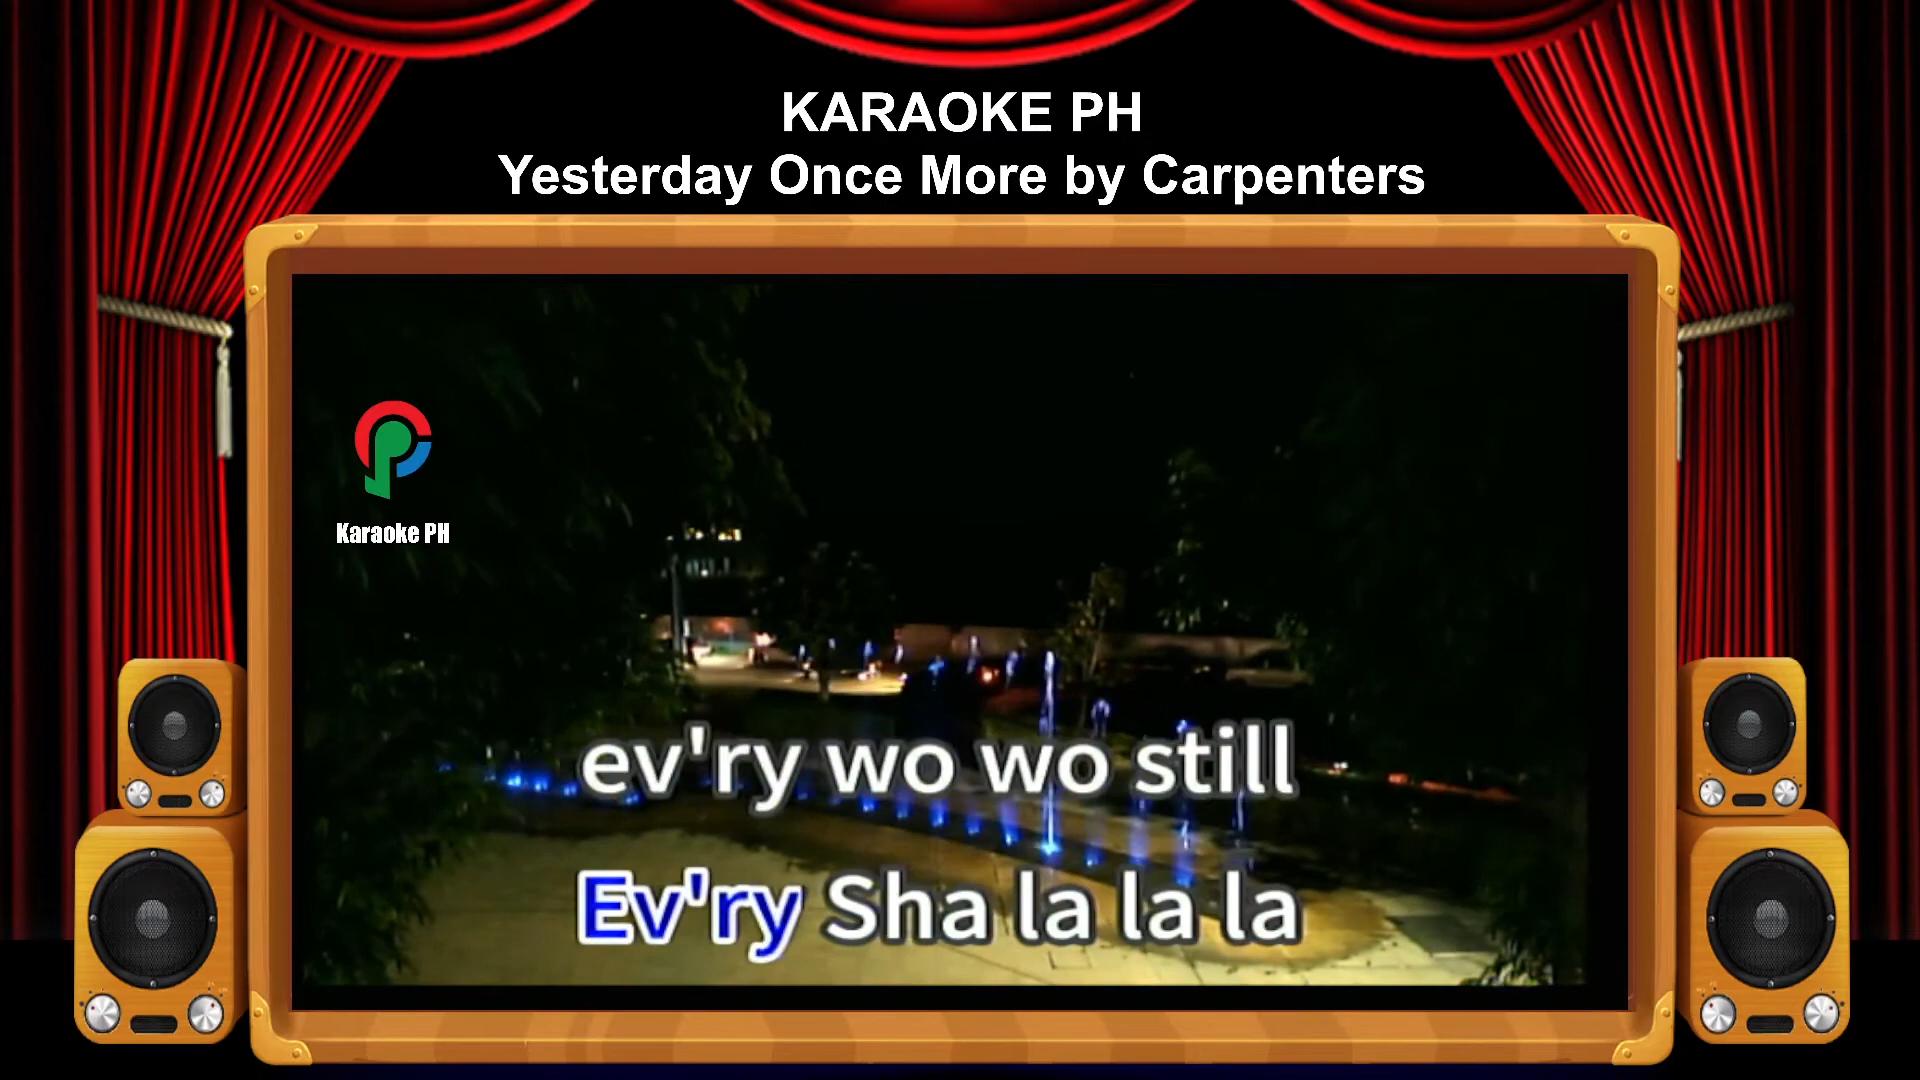 KARAOKE PH
Yesterday Once More by Carpenters
Karaoke PH
ev'ry wo wo still
Ev'ry Sha la la la